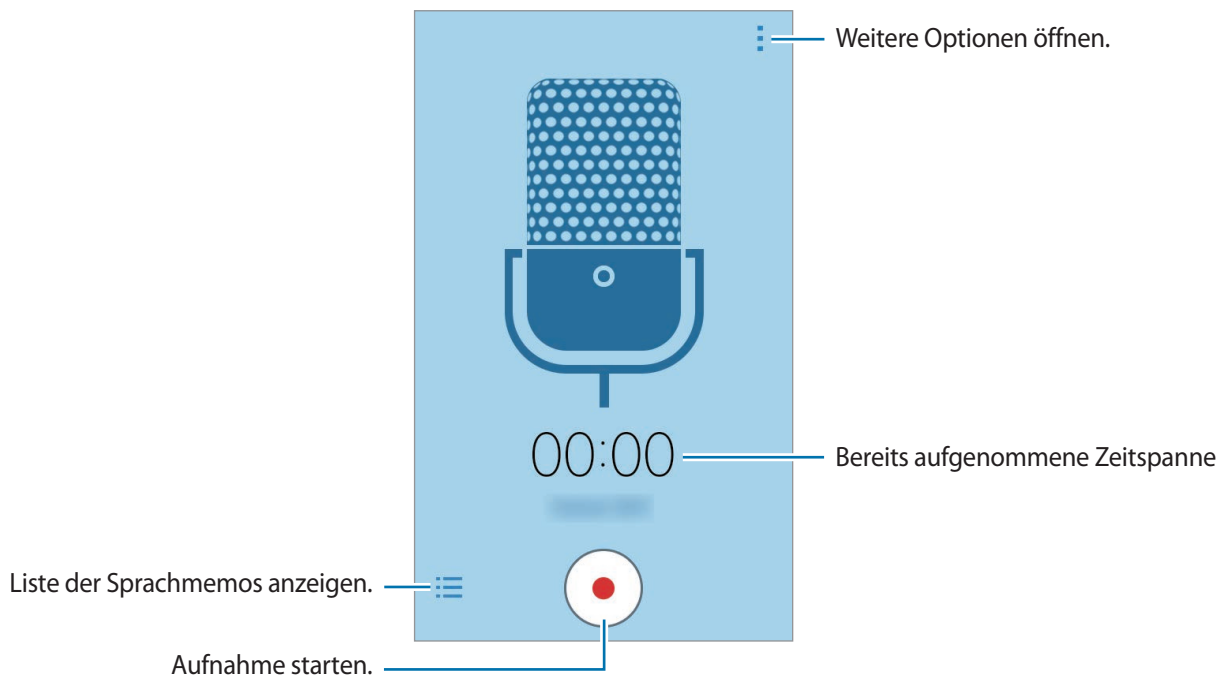 Weitere Optionen öffnen.
00:00
Bereits aufgenommene Zeitspanne
Liste der Sprachmemos anzeigen.
Aufnahme starten.